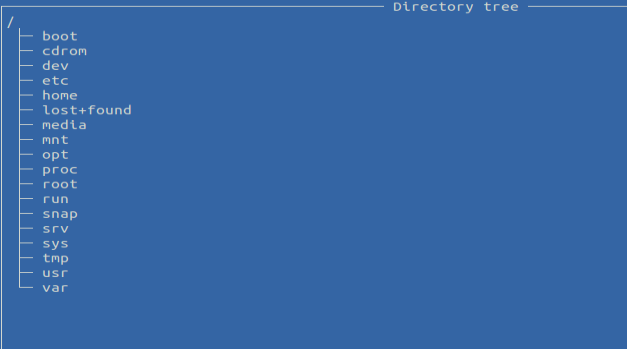 Directory tree
/
boot
cdrom
dev
etc
home
lost+found
media
mnt
opt
proc
root
run
snap
srv
sys
tmp
usr
var